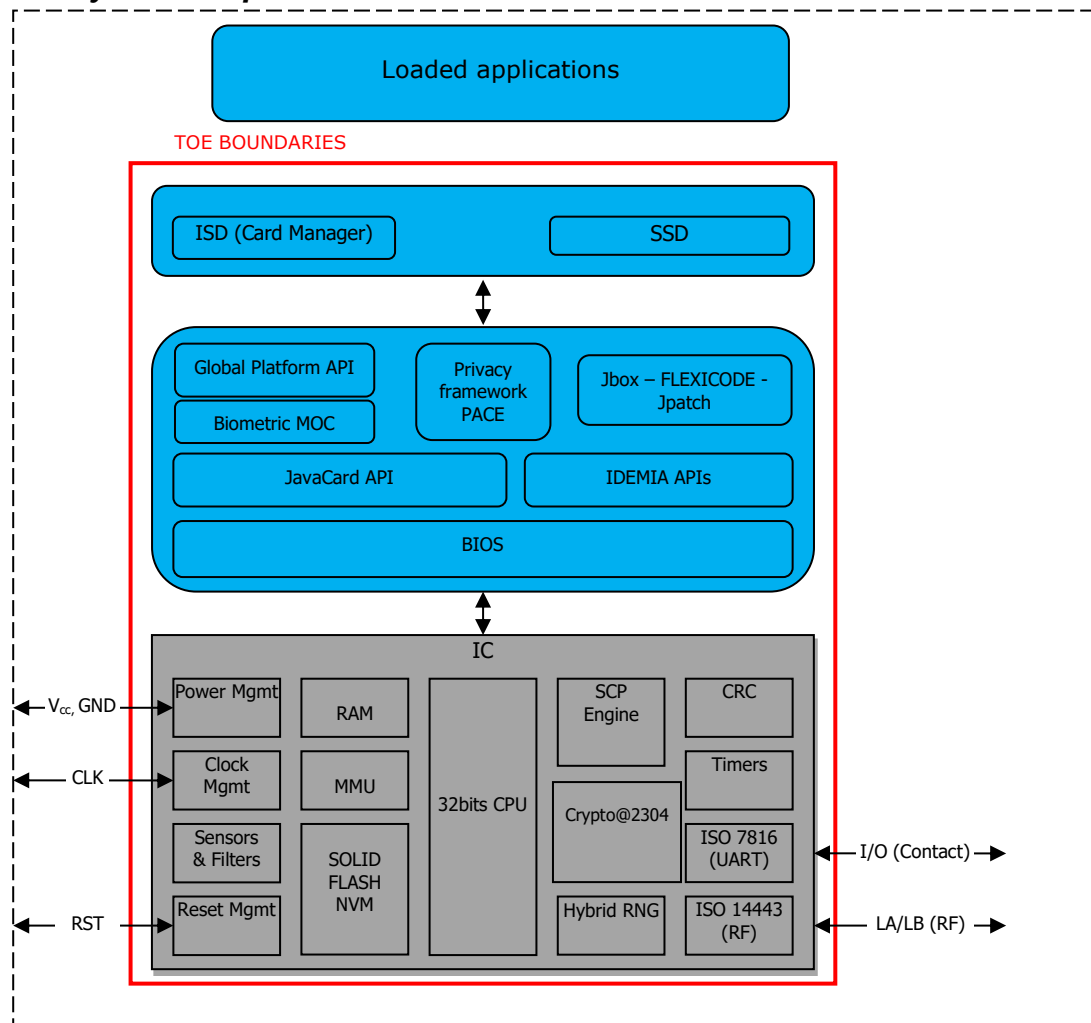 Loaded applications
TOE BOUNDARIES
ISD (Card Manager)
SSD
Global Platform API
Biometric MOC
Privacy
framework
PACE
Jbox – FLEXICODE -
Jpatch
JavaCard API
IDEMIA APIs
BIOS
IC
Power Mgmt
RAM
32bits CPU
SCP
Engine
CRC
Vcc, GND
Clock
Mgmt
MMU
Timers
CLK
Crypto@2304
Sensors
& Filters
SOLID
FLASH
NVM
ISO 7816
(UART)
I/O (Contact)
Reset Mgmt
Hybrid RNG
ISO 14443
(RF)
RST
LA/LB (RF)